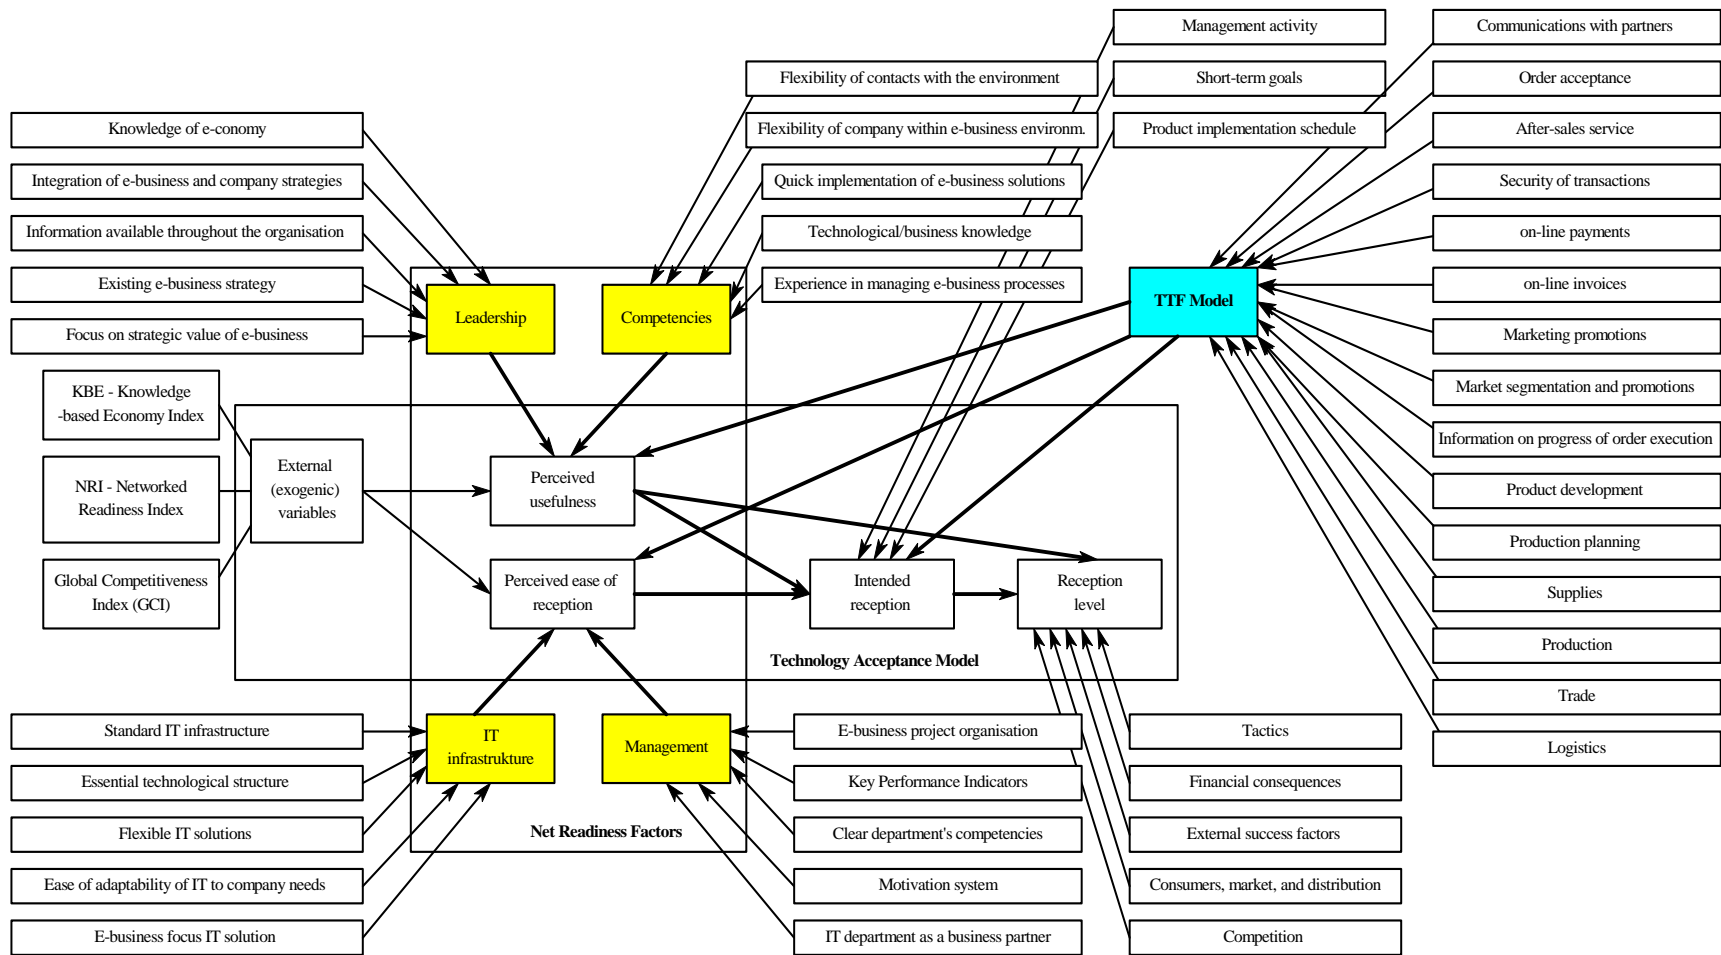 Management activity
Communications with partners
Flexibility of contacts with the environment
Short-term goals
Order acceptance
Knowledge of e-conomy
Flexibility of company within e-business environm.
Product implementation schedule
After-sales service
Integration of e-business and company strategies
Quick implementation of e-business solutions
Security of transactions
Information available throughout the organisation
Technological/business knowledge
on-line payments
Existing e-business strategy
Experience in managing e-business processes
on-line invoices
Leadership
Competencies
TTF Model
Focus on strategic value of e-business
Marketing promotions
KBE - Knowledge
-based Economy Index
Market segmentation and promotions
Information on progress of order execution
External
(exogenic)
variables
NRI - Networked
Readiness Index
Perceived
usefulness
Product development
Production planning
Global Competitiveness
Index (GCI)
Perceived ease of
reception
Intended
reception
Reception
level
Supplies
Production
Technology Acceptance Model
Trade
Standard IT infrastructure
IT
infrastrukture
Management
E-business project organisation
Tactics
Logistics
Essential technological structure
Key Performance Indicators
Financial consequences
Flexible IT solutions
Net Readiness Factors
Clear department's competencies
External success factors
Ease of adaptability of IT to company needs
Motivation system
Consumers, market, and distribution
E-business focus IT solution
IT department as a business partner
Competition